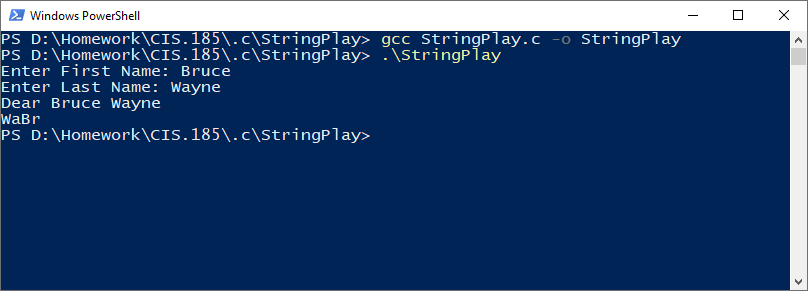 Windows PowerShell
PS D:\Homework\CIS.185\.c\StringPlay> gcc StringPlay.c -o StringPlay
PS D:\Homework\CIS.185\.c\StringPlay> .\StringPlay
Enter First Name: Bruce
Enter Last Name: Wayne
Dear Bruce Wayne
WaBr
PS D:\Homework\CIS.185\.c\StringPlay>